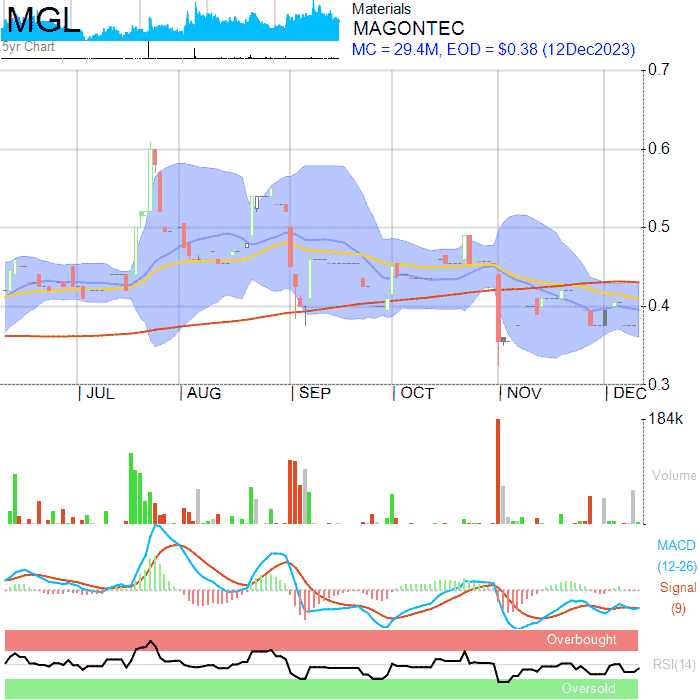 MGL
5yr Chart
Materials
MAGONTEC
MC = 29.4M, EOD = $0.38 (12Dec2023)
0.7
0.6
0.5
0.4
0.3
| JUL | AUG | SEP | OCT | NOV | DEC
184k
Volume
MACD
(12-26)
Signal
(9)
Overbought
RSI(14)
Oversold